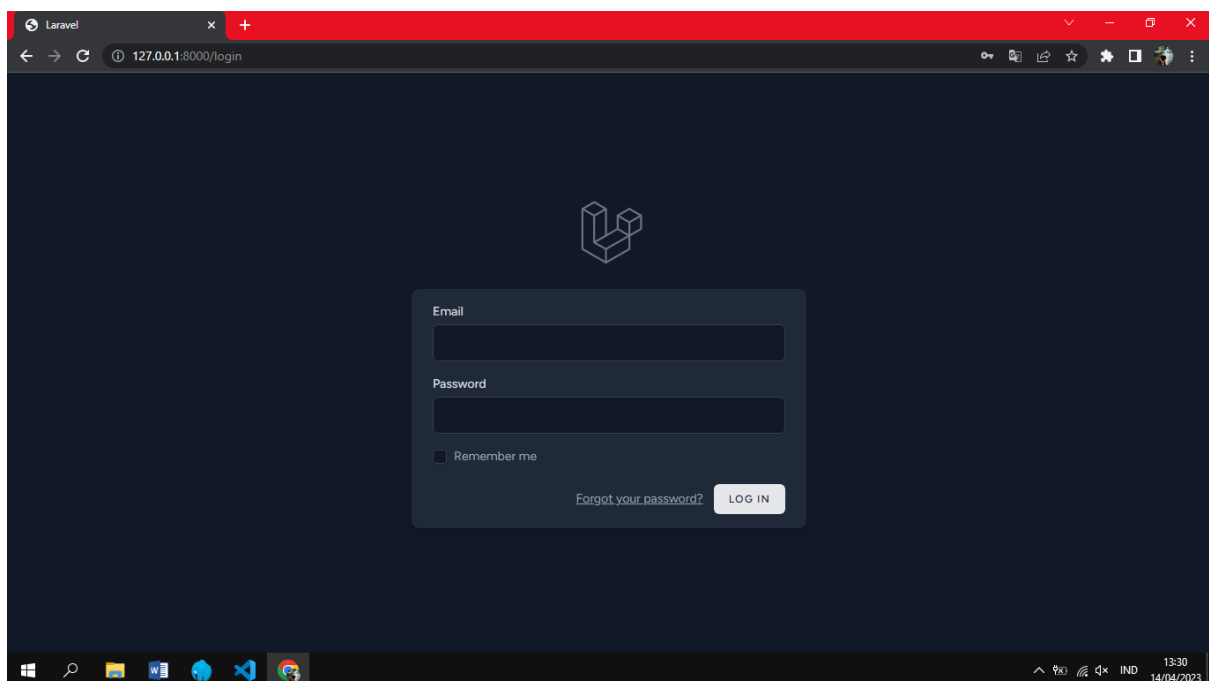 Laravel
127.0.0.1:8000/login
Email
Password
Remember me
Forgot your password? LOG IN
IND 13:30
14/04/2023